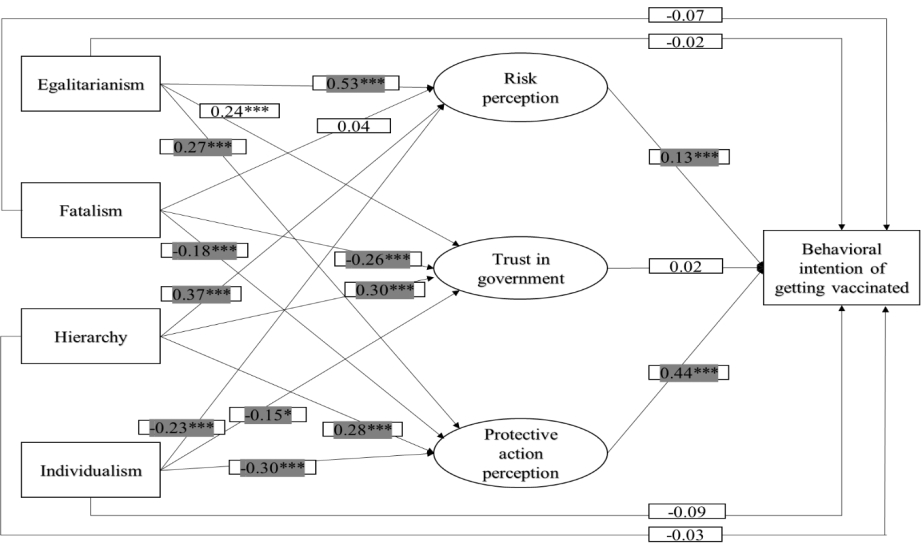 -0.07
-0.02
Egalitarianism
Risk
perception
0.53***
0.24***
0.04
0.27***
0.13***
Fatalism
-0.18***
-0.26***
Trust in
government
0.02
Behavioral
intention of
getting vaccinated
0.37***
0.30***
Hierarchy
0.44***
-0.15*
-0.23***
0.28***
Protective
action
perception
Individualism
-0.30***
-0.09
-0.03